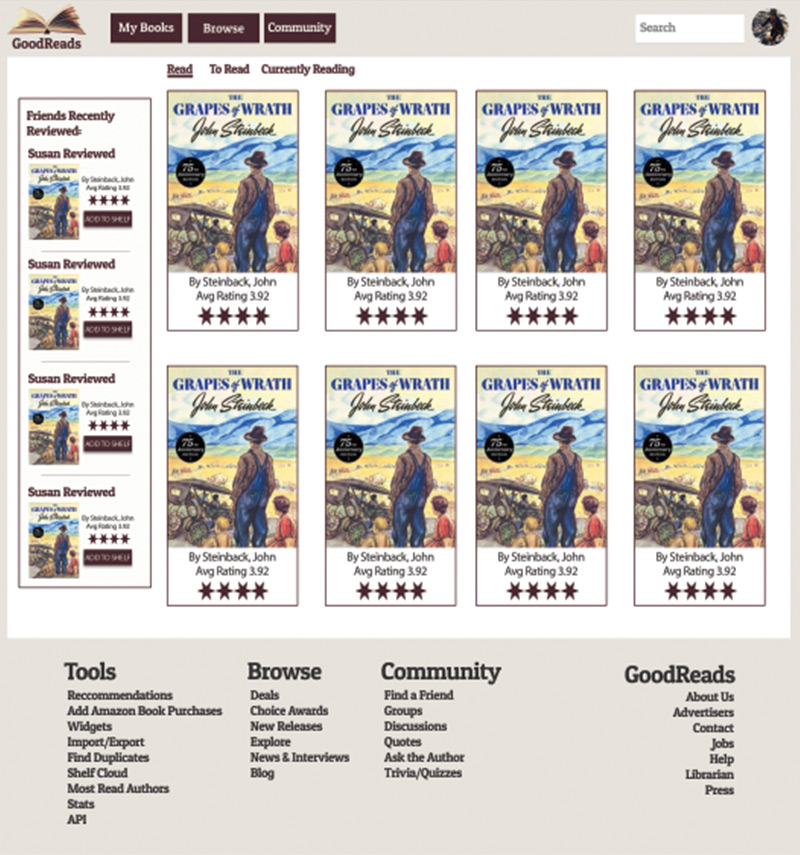 GoodReads
My Books
Browse
Community
Search
Read To Read Currently Reading
Friends Recently
Reviewed:
Susan Reviewed
THE
GRAPES of WRATH
John Steinbeck
By Steinback, John
Avg Rating 3.92
ADD TO SHELF
Susan Reviewed
THE
GRAPES of WRATH
John Steinbeck
By Steinback, John
Avg Rating 3.92
ADD TO SHELF
Susan Reviewed
THE
GRAPES of WRATH
John Steinbeck
By Steinback, John
Avg Rating 3.92
ADD TO SHELF
Susan Reviewed
THE
GRAPES of WRATH
John Steinbeck
By Steinback, John
Avg Rating 3.92
ADD TO SHELF
THE
GRAPES of WRATH
John Steinbeck
75TH
Anniversary
By Steinback, John
Avg Rating 3.92
THE
GRAPES of WRATH
John Steinbeck
75TH
Anniversary
By Steinback, John
Avg Rating 3.92
THE
GRAPES of WRATH
John Steinbeck
75TH
Anniversary
By Steinback, John
Avg Rating 3.92
THE
GRAPES of WRATH
John Steinbeck
75TH
Anniversary
By Steinback, John
Avg Rating 3.92
THE
GRAPES of WRATH
John Steinbeck
75TH
Anniversary
By Steinback, John
Avg Rating 3.92
THE
GRAPES of WRATH
John Steinbeck
75TH
Anniversary
By Steinback, John
Avg Rating 3.92
THE
GRAPES of WRATH
John Steinbeck
75TH
Anniversary
By Steinback, John
Avg Rating 3.92
THE
GRAPES of WRATH
John Steinbeck
75TH
Anniversary
By Steinback, John
Avg Rating 3.92
Tools
Reccommendations
Add Amazon Book Purchases
Widgets
Import/Export
Find Duplicates
Shelf Cloud
Most Read Authors
Stats
API
Browse
Deals
Choice Awards
New Releases
Explore
News & Interviews
Blog
Community
Find a Friend
Groups
Discussions
Quotes
Ask the Author
Trivia/Quizzes
GoodReads
About Us
Advertisers
Contact
Jobs
Help
Librarian
Press